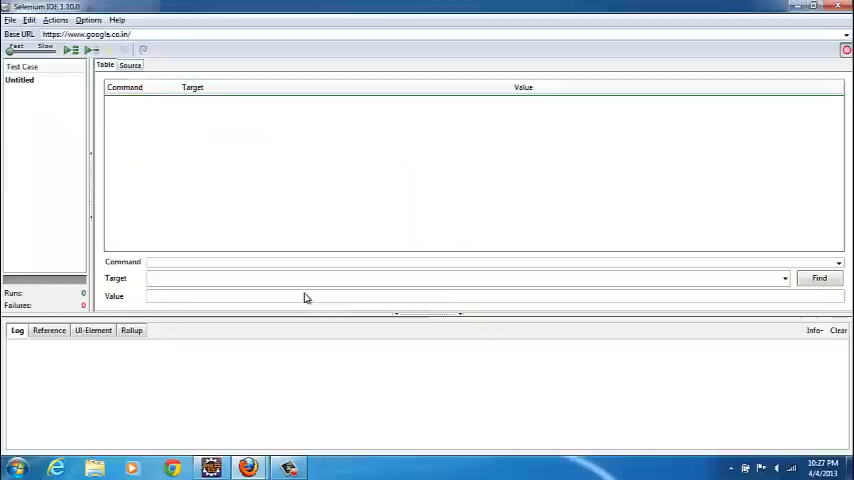 Selenium IDE 1.10.0
File Edit Actions Options Help
Base URL https://www.google.co.in/
Fast Slow
Test Case
Table Source
Untitled
Command Target Value
Command
Target Find
Value
Runs: 0
Failures: 0
Log Reference UI-Element Rollup Info- Clear
10:27 PM
4/4/2013